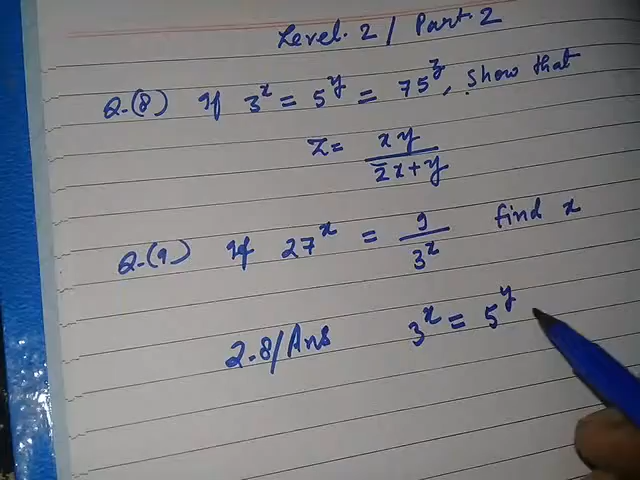 Level. 2 / Part. 2
Q.(8) If 3^x = 5^y = 75^z, show that
z = xy / 2x+y
Q.(9) If 27^x = 9 / 3^x find x
2.8/Ans 3^x = 5^y